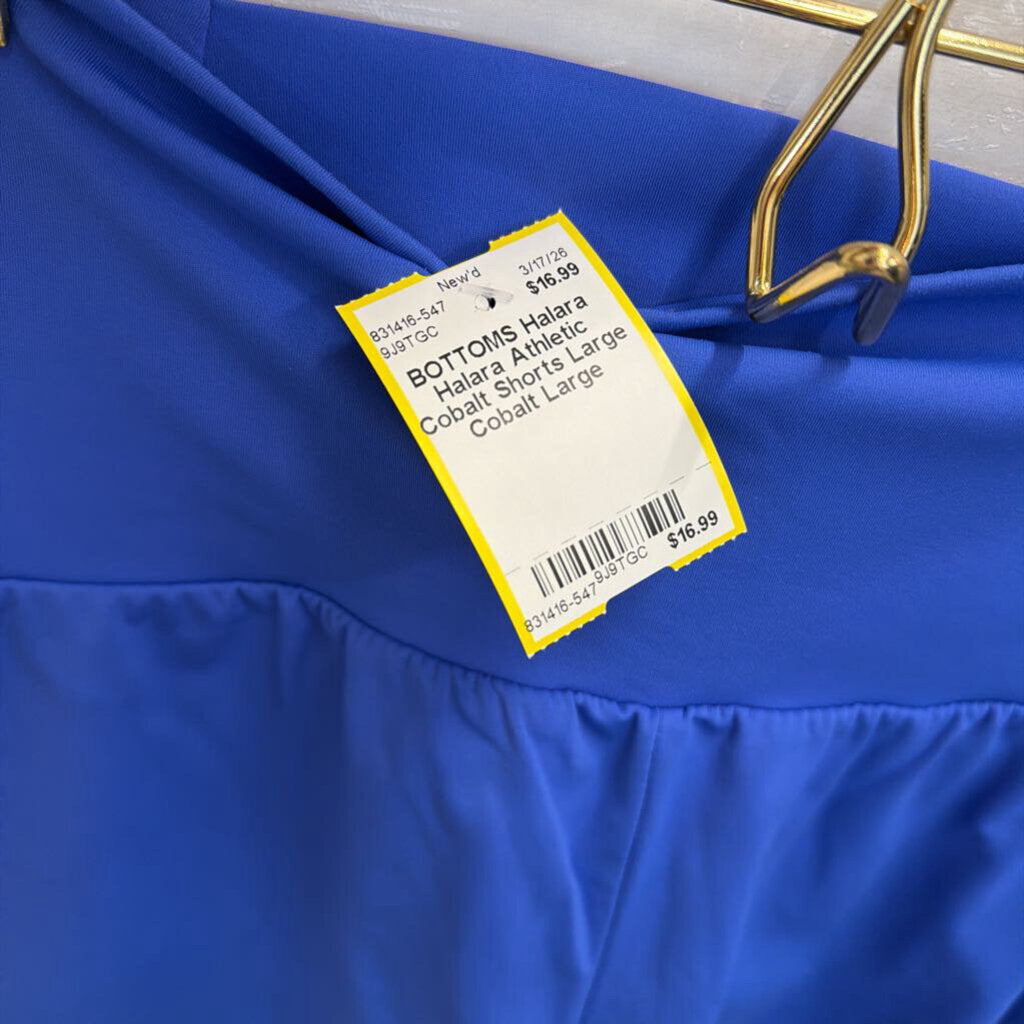 New'd 3/17/26
831416-547 $16.99
9J9TGC
BOTTOMS Halara
Halara Athletic
Cobalt Shorts Large
Cobalt Large
831416-547 9J9TGC $16.99